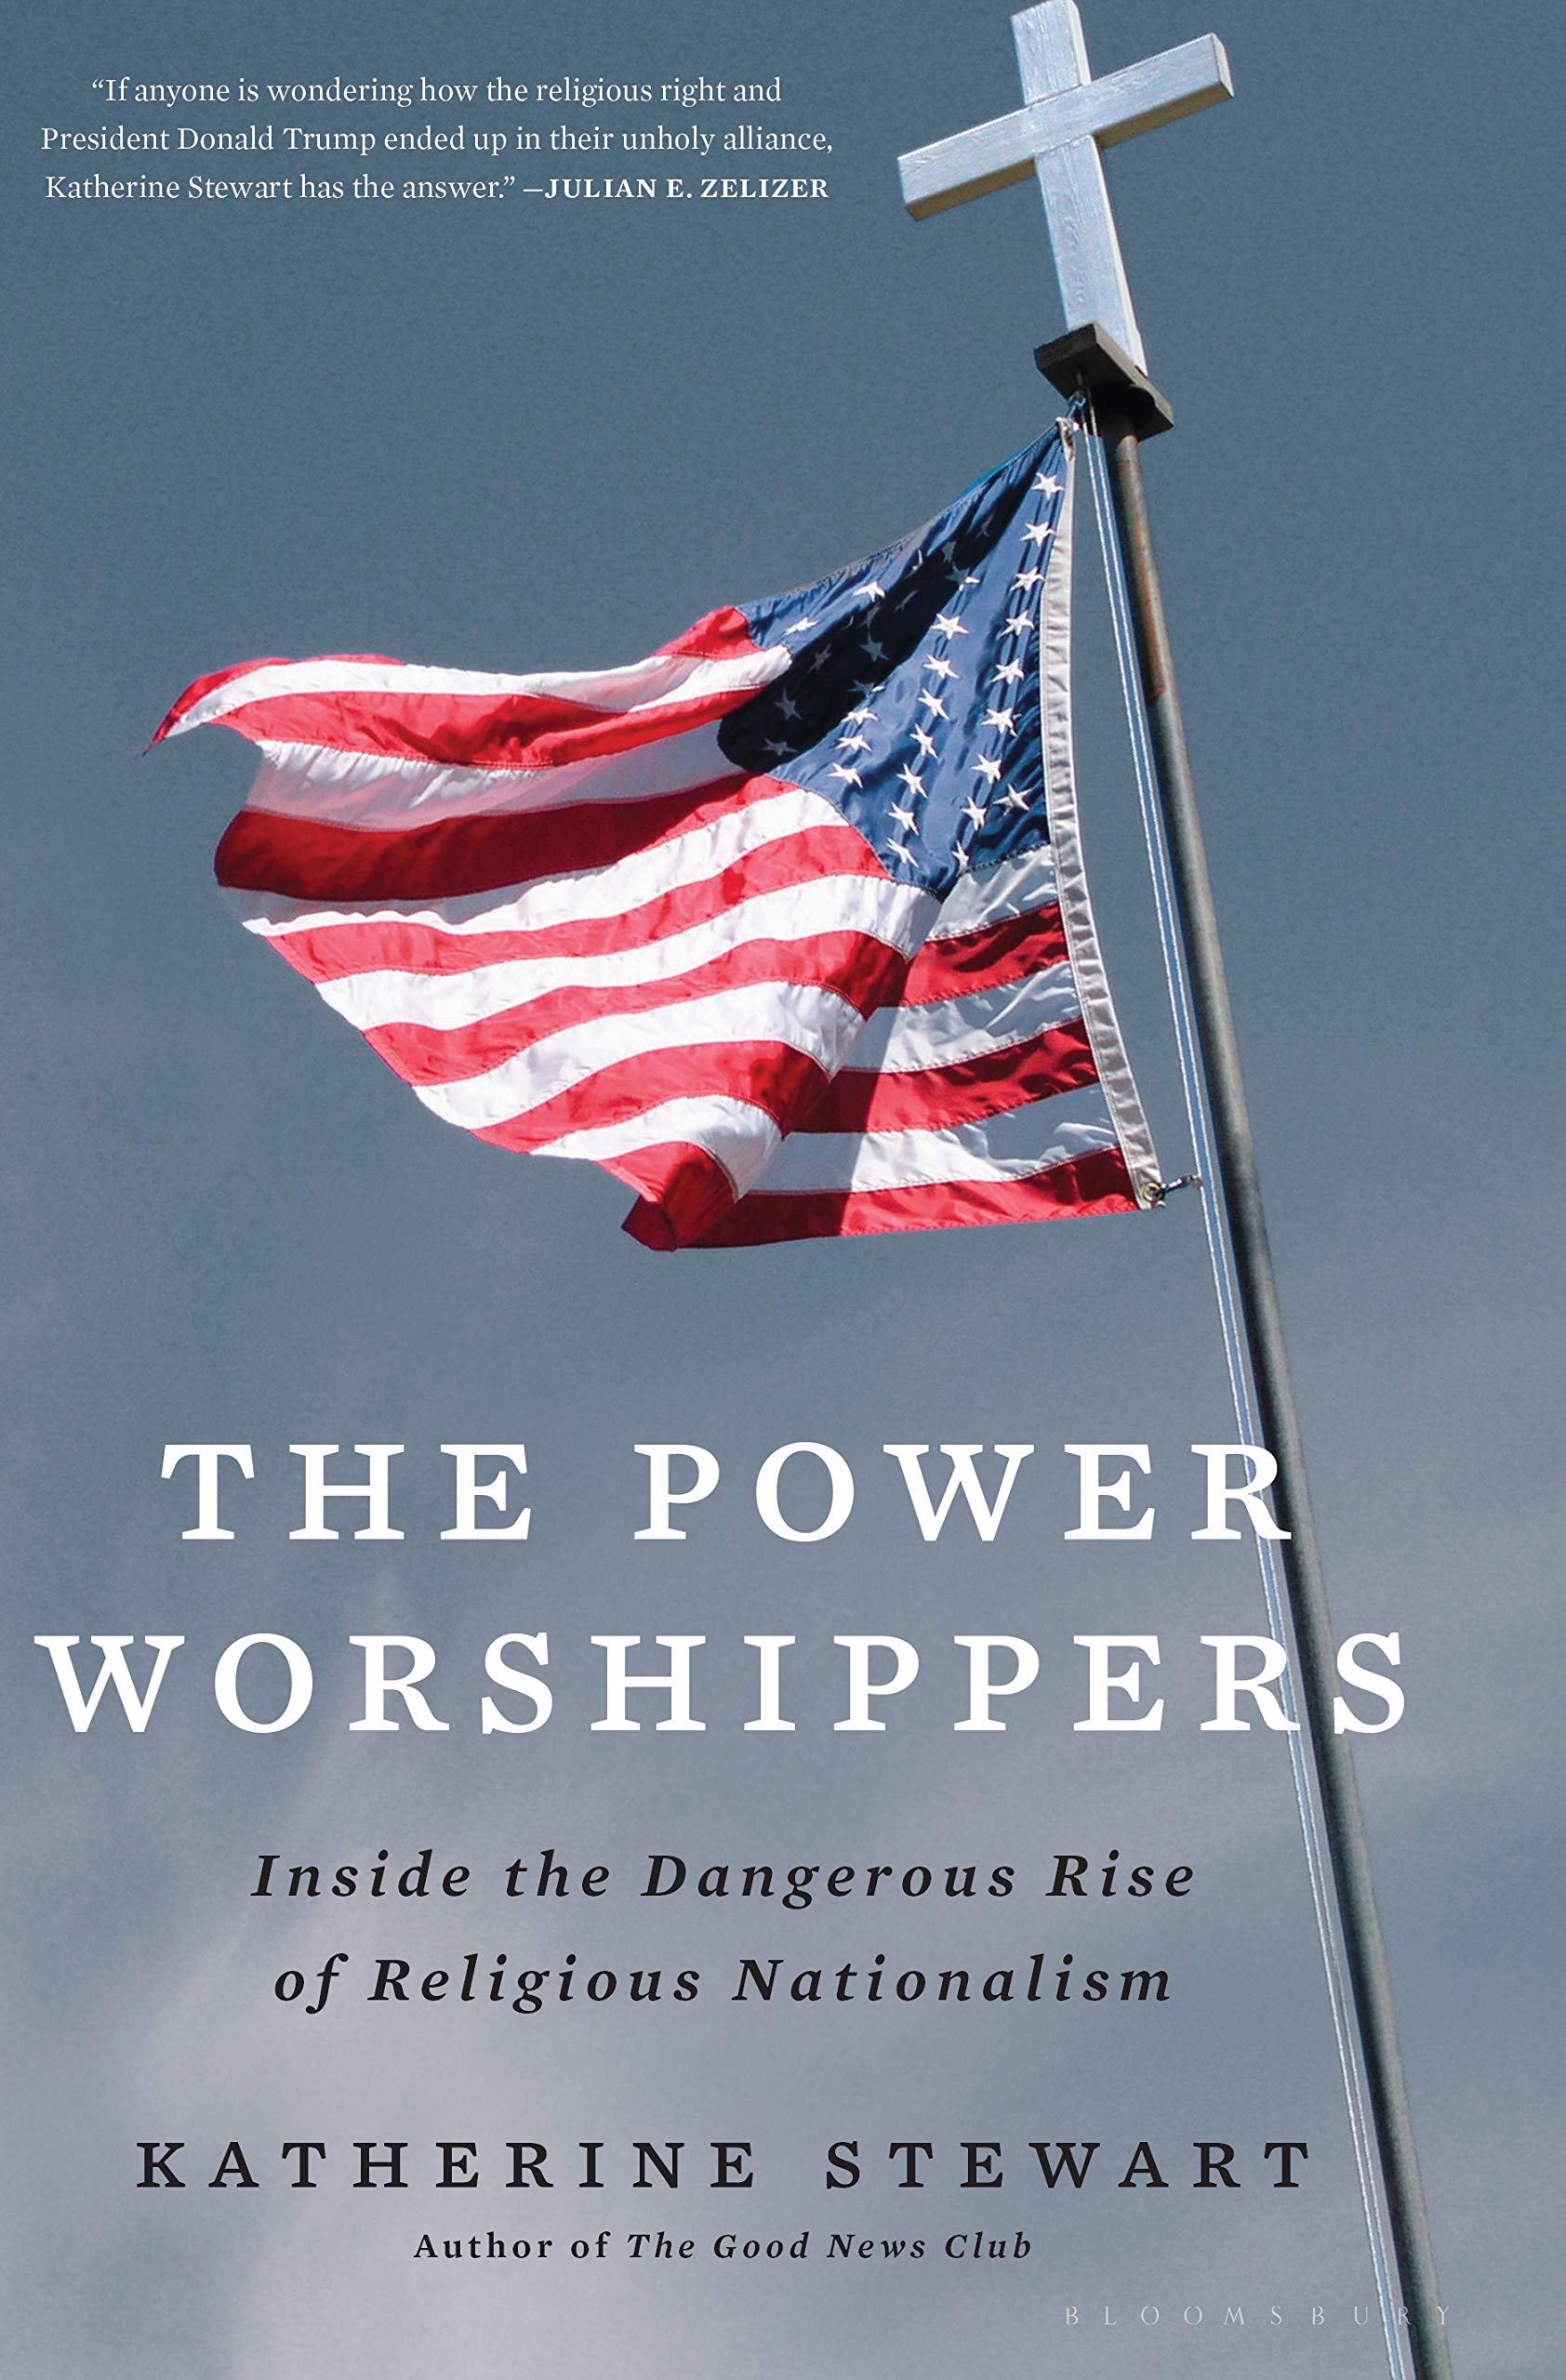 “If anyone is wondering how the religious right and
President Donald Trump ended up in their unholy alliance,
Katherine Stewart has the answer.” —JULIAN E. ZELIZER
THE POWER
WORSHIPPERS
Inside the Dangerous Rise
of Religious Nationalism
KATHERINE STEWART
Author of The Good News Club
BLOOMSBURY